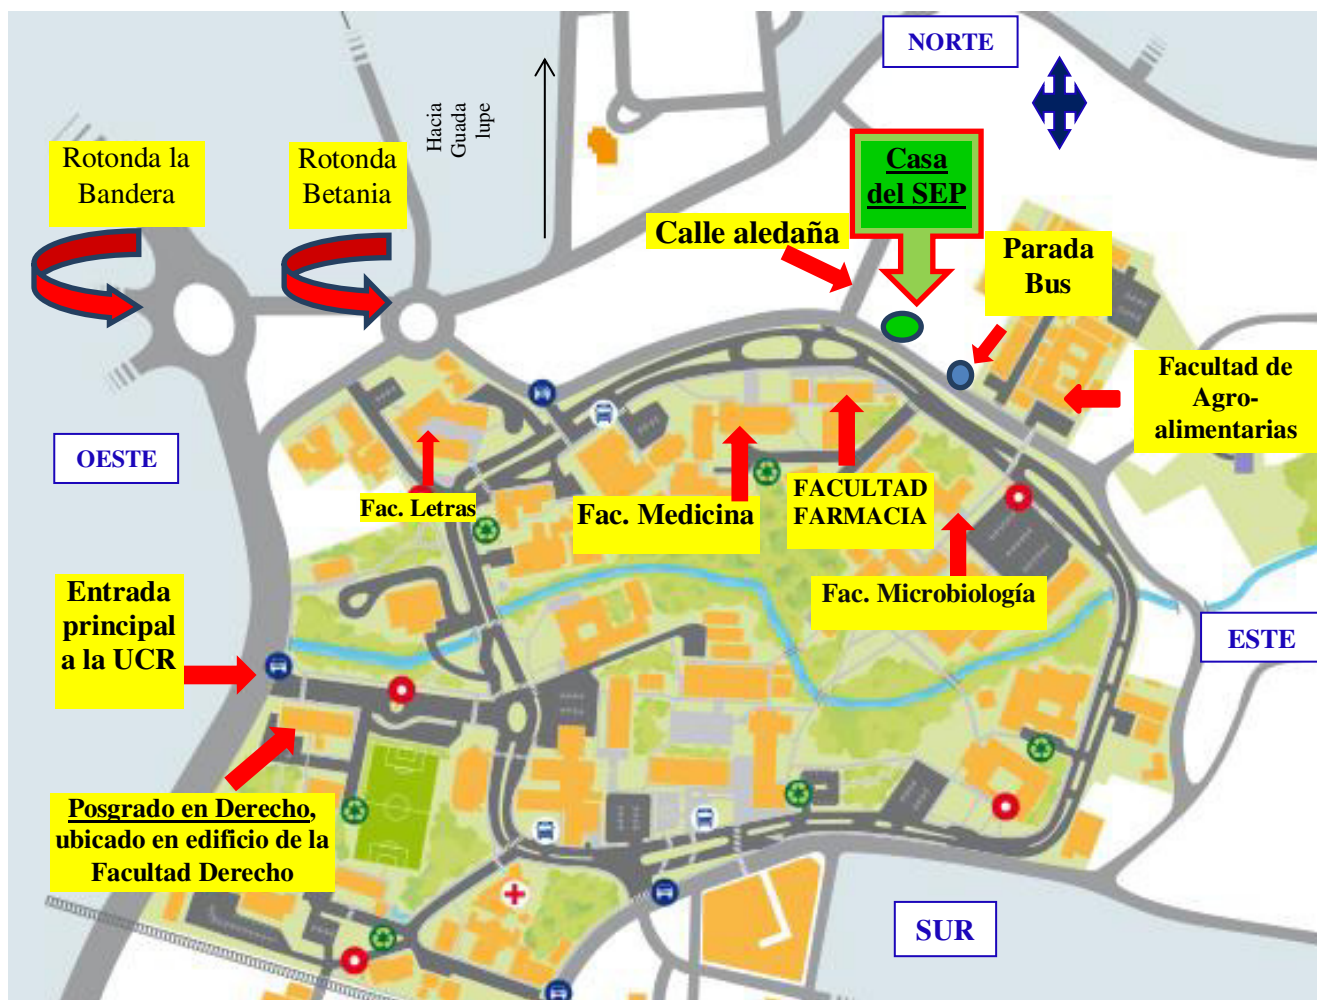 NORTE
Hacia
Guada
lupe
Rotonda la
Bandera
Rotonda
Betania
Casa
del SEP
Calle aledaña
Parada
Bus
Facultad de
Agro-
alimentarias
OESTE
Fac. Letras
Fac. Medicina
FACULTAD
FARMACIA
Fac. Microbiología
Entrada
principal
a la UCR
ESTE
Posgrado en Derecho,
ubicado en edificio de la
Facultad Derecho
SUR